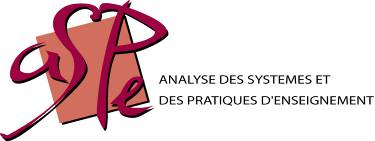 aSPe
ANALYSE DES SYSTEMES ET
DES PRATIQUES D'ENSEIGNEMENT